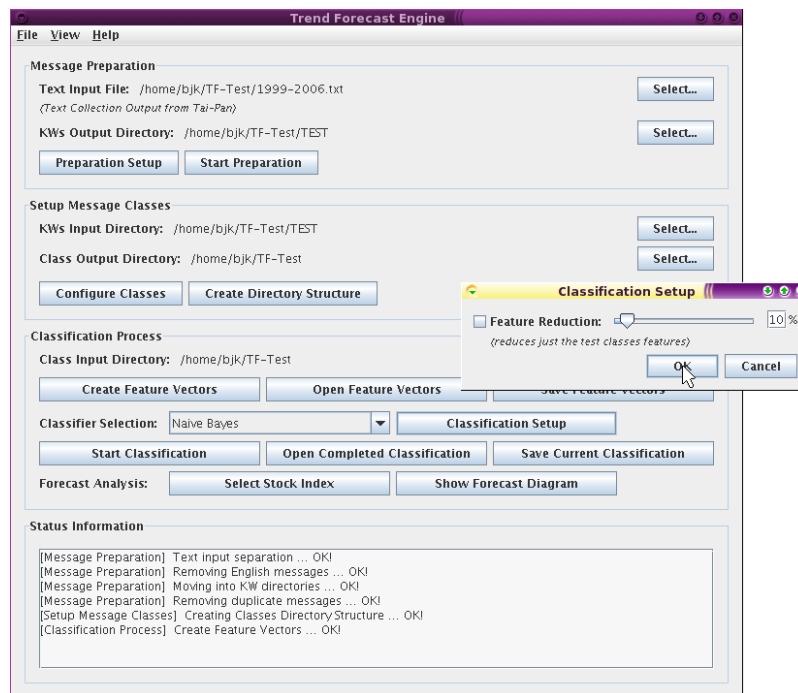 Trend Forecast Engine
File View Help
Message Preparation
Text Input File: /home/bjk/TF-Test/1999-2006.txt
Select...
(Text Collection Output from Tai-Pan)
KWs Output Directory: /home/bjk/TF-Test/TEST
Select...
Preparation Setup Start Preparation
Setup Message Classes
KWs Input Directory: /home/bjk/TF-Test/TEST
Select...
Class Output Directory: /home/bjk/TF-Test
Select...
Configure Classes Create Directory Structure
Classification Setup
Feature Reduction: 10 %
(reduces just the test classes features)
OK Cancel
Classification Process
Class Input Directory: /home/bjk/TF-Test
Create Feature Vectors Open Feature Vectors Save Feature Vectors
Classifier Selection: Naive Bayes Classification Setup
Start Classification Open Completed Classification Save Current Classification
Forecast Analysis: Select Stock Index Show Forecast Diagram
Status Information
[Message Preparation] Text input separation ... OK!
[Message Preparation] Removing English messages ... OK!
[Message Preparation] Moving into KW directories ... OK!
[Message Preparation] Removing duplicate messages ... OK!
[Setup Message Classes] Creating Classes Directory Structure ... OK!
[Classification Process] Create Feature Vectors ... OK!